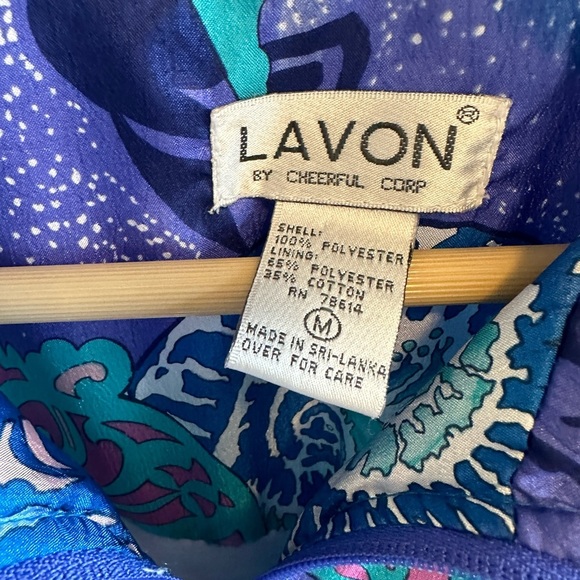 LAVON®
BY CHEERFUL CORP
SHELL:
100% POLYESTER
LINING:
65% POLYESTER
35% COTTON
RN 78614
M
MADE IN SRI-LANKA
OVER FOR CARE